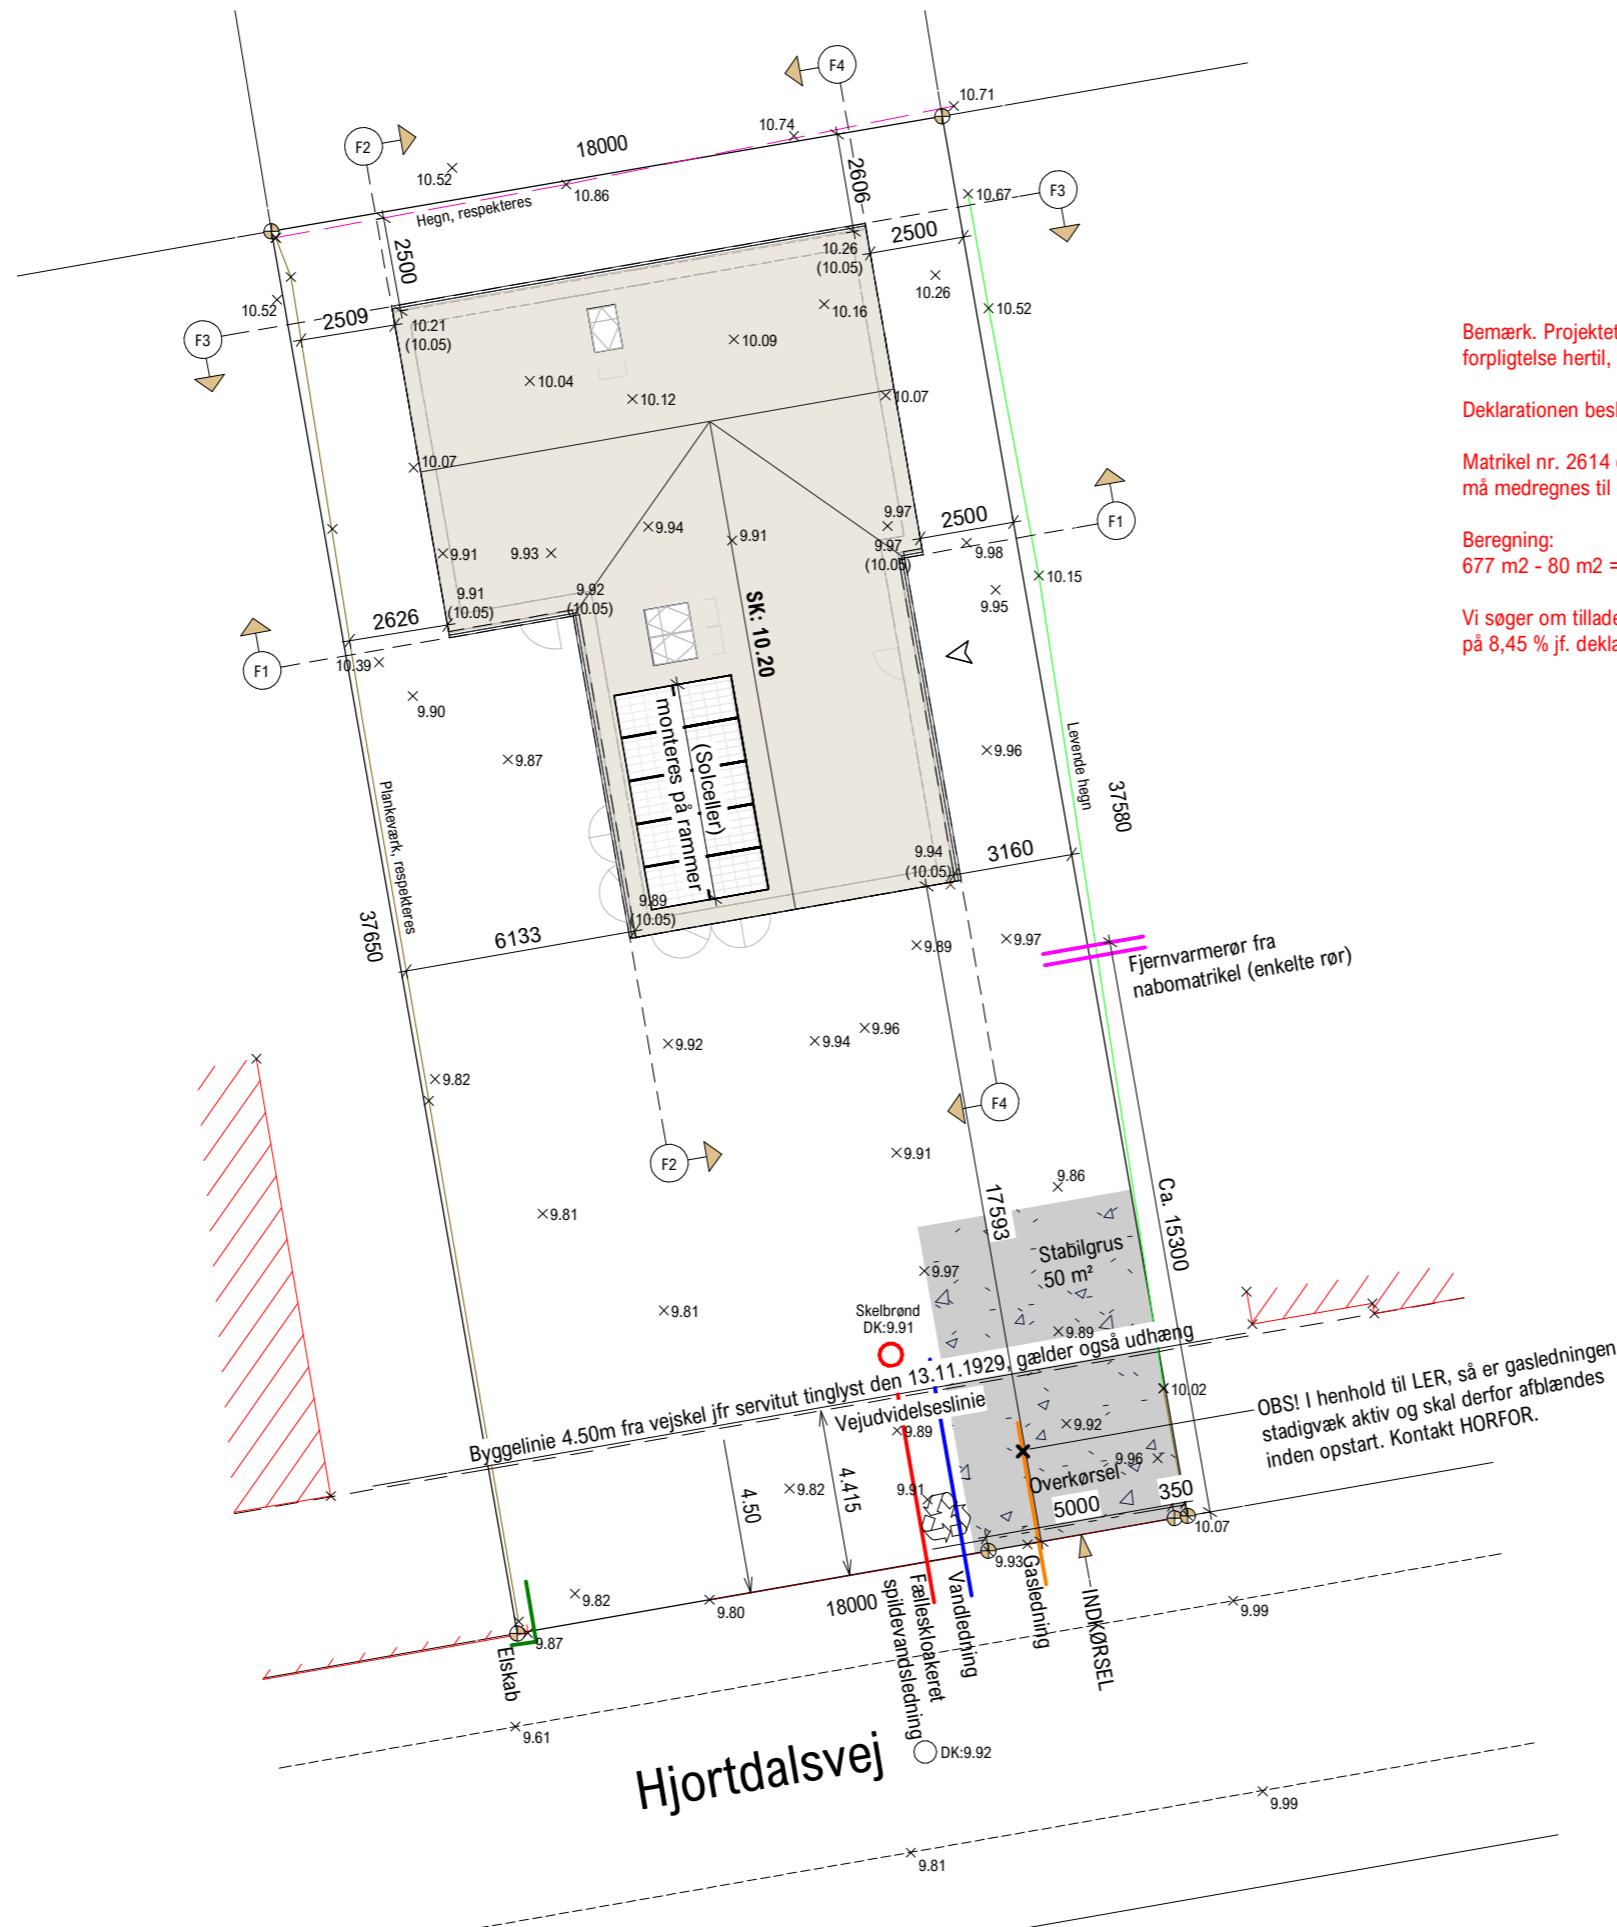 F4
10.71
10.74
F2
18000
10.52
10.86
Hegn, respekteres
2606
10.67
F3
2500
2500
10.26
(10.05)
10.26
10.52
10.52
2509
F3
10.21
(10.05)
10.16
10.09
10.04
10.12
10.07
10.07
2500
F1
9.97
9.97
(10.05)
9.98
9.94
9.91
9.93
9.91
10.15
9.95
9.91
(10.05)
9.92
(10.05)
2626
SK: 10.20
F1
10.39
9.90
9.87
9.96
(Solceller)
monteres på rammer
Levende hegn
37580
Plankeværk, respekteres
37650
9.94
(10.05)
3160
9.89
(10.05)
6133
9.89
9.97
Fjernvarmerør fra
nabomatrikel (enkelte rør)
9.92
9.94
9.96
9.82
F4
F2
9.91
9.86
9.81
17593
Ca. 15300
Stabilgrus
50 m²
9.97
9.81
Skelbrønd
DK:9.91
9.89
Byggelinie 4.50m fra vejskel jfr servitut tinglyst den 13.11.1929, gælder også udhæng
Vejudvidelseslinie
10.02
9.92
9.89
OBS! I henhold til LER, så er gasledningen
stadigvæk aktiv og skal derfor afblændes
inden opstart. Kontakt HORFOR.
9.96
Overkørsel
9.91
9.82
4.50
4.415
5000
350
10.07
9.93
Gasledning
INDKØRSEL
Vandledning
Fælleskloakeret
spildevandsledning
18000
9.82
9.80
9.99
9.87
Elskab
9.61
Hjortdalsvej
DK:9.92
9.99
9.81
Bemærk. Projektet
forpligtelse hertil,
Deklarationen besk
Matrikel nr. 2614
må medregnes til
Beregning:
677 m2 - 80 m2 =
Vi søger om tillade
på 8,45 % jf. dekla